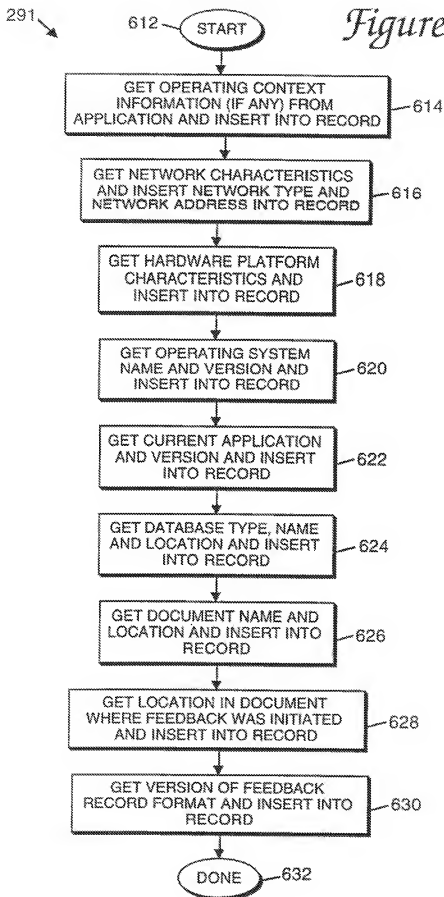 291
612
START
Figure
GET OPERATING CONTEXT
INFORMATION (IF ANY) FROM
APPLICATION AND INSERT INTO RECORD
614
GET NETWORK CHARACTERISTICS
AND INSERT NETWORK TYPE AND
NETWORK ADDRESS INTO RECORD
616
GET HARDWARE PLATFORM
CHARACTERISTICS AND
INSERT INTO RECORD
618
GET OPERATING SYSTEM
NAME AND VERSION AND
INSERT INTO RECORD
620
GET CURRENT APPLICATION
AND VERSION AND INSERT
INTO RECORD
622
GET DATABASE TYPE, NAME
AND LOCATION AND INSERT
INTO RECORD
624
GET DOCUMENT NAME AND
LOCATION AND INSERT INTO
RECORD
626
GET LOCATION IN DOCUMENT
WHERE FEEDBACK WAS INITIATED
AND INSERT INTO RECORD
628
GET VERSION OF FEEDBACK
RECORD FORMAT AND INSERT INTO
RECORD
630
DONE
632